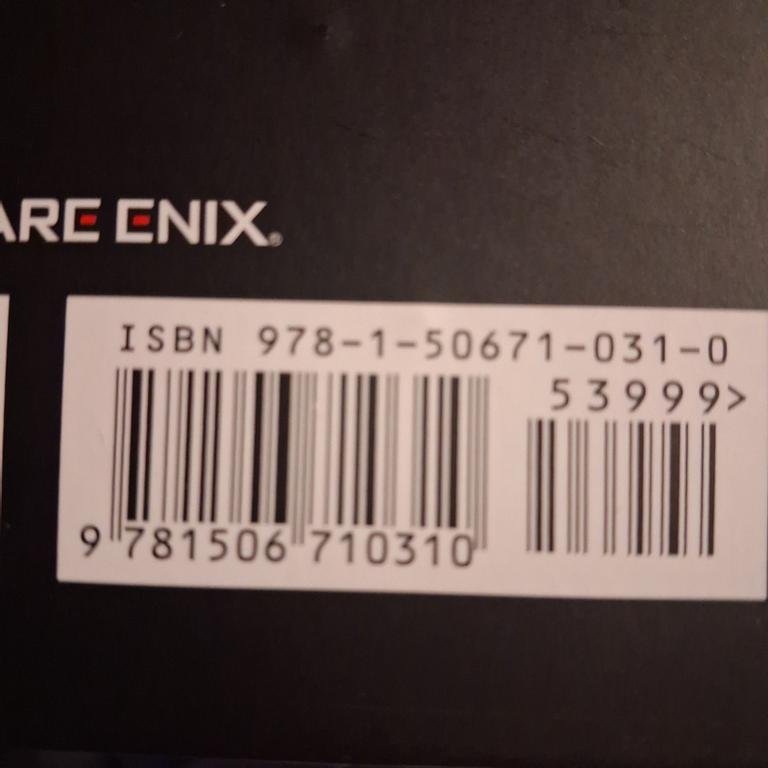 ARE ENIX®
ISBN 978-1-50671-031-0
53999>
9 781506 710310